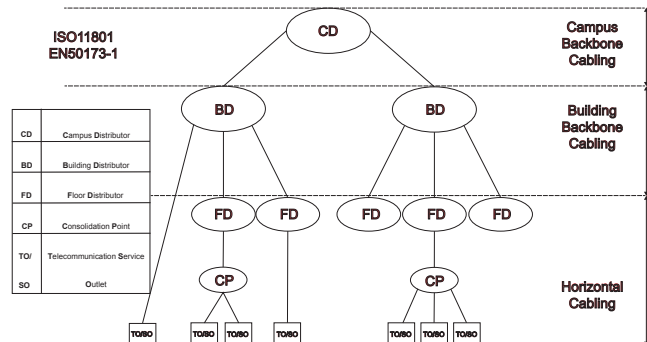 ISO11801
EN50173-1
CD
Campus
Backbone
Cabling
BD
BD
Building
Backbone
Cabling
CD Campus Distributor
BD Building Distributor
FD Floor Distributor
CP Consolidation Point
TO/ Telecommunication Service
SO Outlet
FD
FD
FD
FD
FD
CP
CP
Horizontal
Cabling
TO/SO
TO/SO
TO/SO
TO/SO
TO/SO
TO/SO
TO/SO